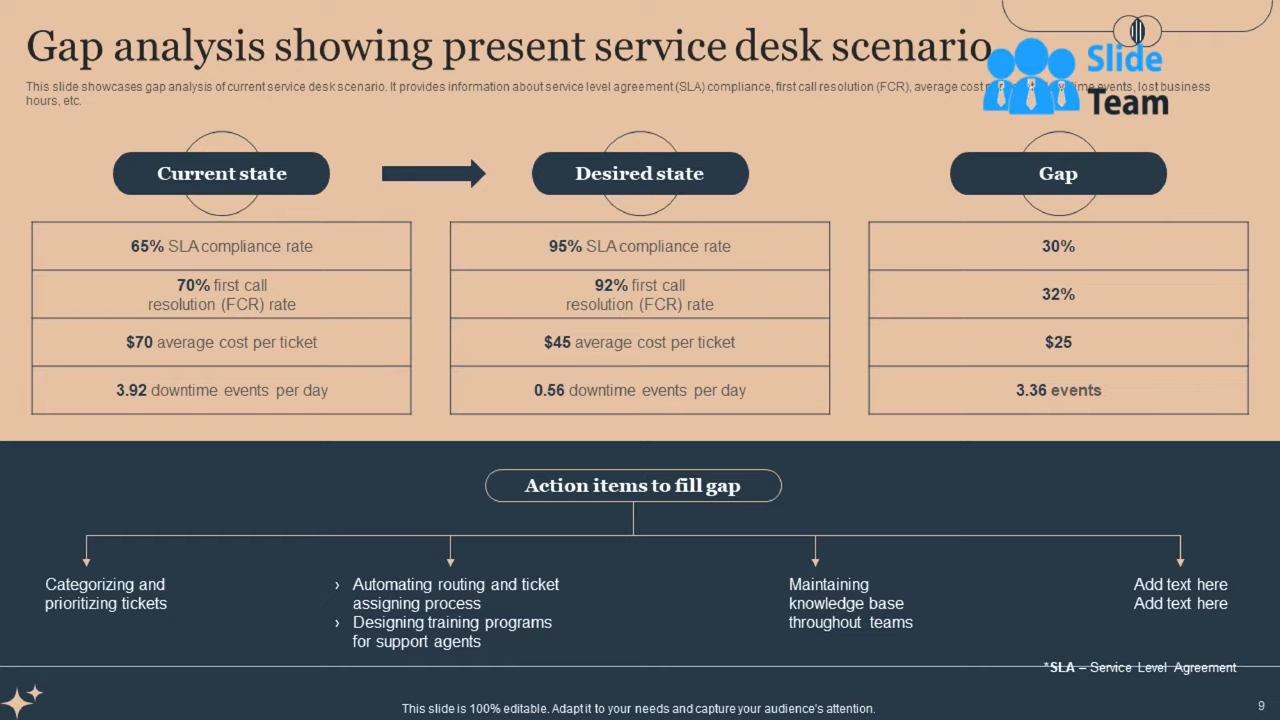 Gap analysis showing present service desk scenario
Slide
Team
This slide showcases gap analysis of current service desk scenario. It provides information about service level agreement (SLA) compliance, first call resolution (FCR), average cost events, lost business
hours, etc.
Current state
Desired state
Gap
65% SLA compliance rate
95% SLA compliance rate
30%
70% first call
resolution (FCR) rate
92% first call
resolution (FCR) rate
32%
$70 average cost per ticket
$45 average cost per ticket
$25
3.92 downtime events per day
0.56 downtime events per day
3.36 events
Action items to fill gap
Categorizing and
prioritizing tickets
› Automating routing and ticket
assigning process
› Designing training programs
for support agents
Maintaining
knowledge base
throughout teams
Add text here
Add text here
*SLA – Service Level Agreement
This slide is 100% editable. Adapt it to your needs and capture your audience's attention.
9